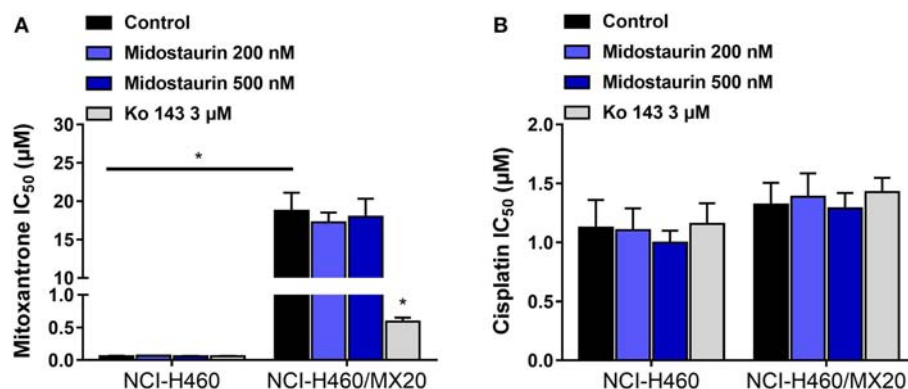 A
Control
Midostaurin 200 nM
Midostaurin 500 nM
Ko 143 3 µM
Mitoxantrone IC50 (µM)
30
25
20
15
10
1.0
0.5
0.0
*
*
NCI-H460
NCI-H460/MX20
B
Control
Midostaurin 200 nM
Midostaurin 500 nM
Ko 143 3 µM
Cisplatin IC50 (µM)
2.0
1.5
1.0
0.5
0.0
NCI-H460
NCI-H460/MX20